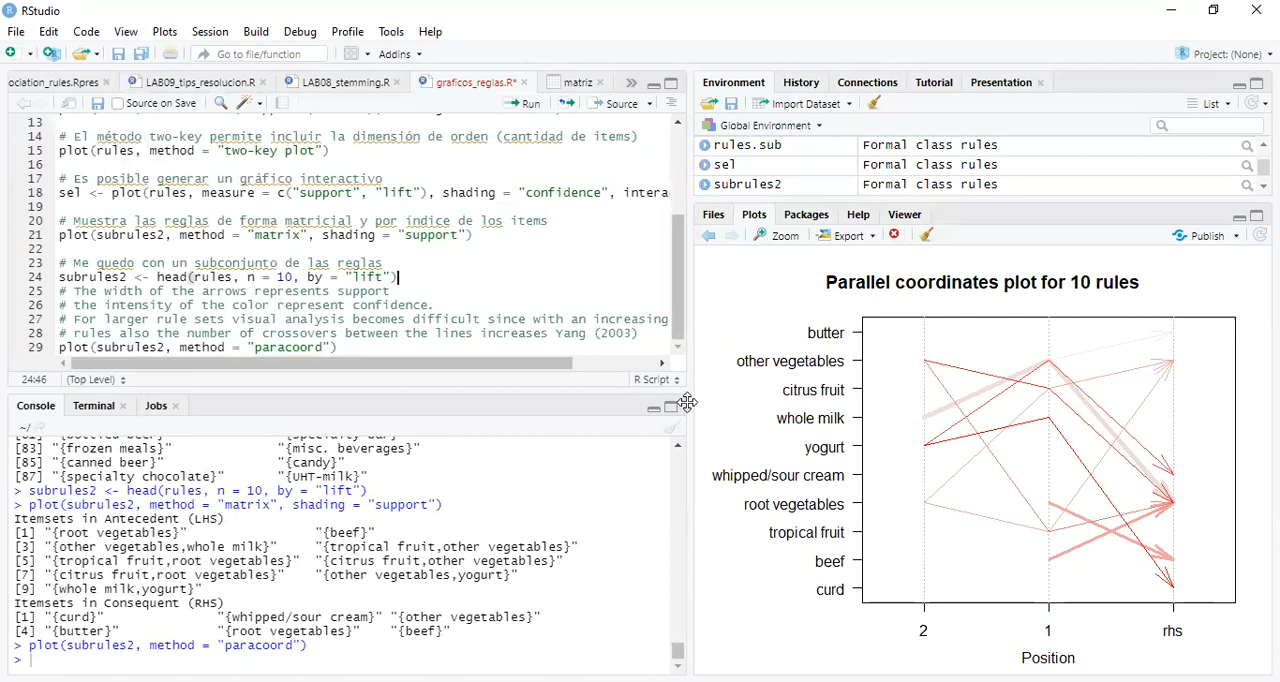 RStudio
File Edit Code View Plots Session Build Debug Profile Tools Help
Go to file/function Addins Project: (None)
ociation_rules.Rpres LAB09_tips_resolucion.R LAB08_stemming.R graficos_reglas.R* matriz
Source on Save Run Source
13
14 # El método two-key permite incluir la dimensión de orden (cantidad de items)
15 plot(rules, method = "two-key plot")
16
17 # Es posible generar un gráfico interactivo
18 sel <- plot(rules, measure = c("support", "lift"), shading = "confidence", intera
19
20 # Muestra las reglas de forma matricial y por índice de los items
21 plot(subrules2, method = "matrix", shading = "support")
22
23 # Me quedo con un subconjunto de las reglas
24 subrules2 <- head(rules, n = 10, by = "lift")
25 # The width of the arrows represents support
26 # the intensity of the color represent confidence.
27 # For larger rule sets visual analysis becomes difficult since with an increasing
28 # rules also the number of crossovers between the lines increases Yang (2003)
29 plot(subrules2, method = "paracoord")
24:46 (Top Level) R Script
Console Terminal Jobs
~/
[83] "{frozen meals}" "{misc. beverages}"
[85] "{canned beer}" "{candy}"
[87] "{specialty chocolate}" "{UHT-milk}"
> subrules2 <- head(rules, n = 10, by = "lift")
> plot(subrules2, method = "matrix", shading = "support")
Itemsets in Antecedent (LHS)
[1] "{root vegetables}" "{beef}"
[3] "{other vegetables,whole milk}" "{tropical fruit,other vegetables}"
[5] "{tropical fruit,root vegetables}" "{citrus fruit,other vegetables}"
[7] "{citrus fruit,root vegetables}" "{other vegetables,yogurt}"
[9] "{whole milk,yogurt}"
Itemsets in Consequent (RHS)
[1] "{curd}" "{whipped/sour cream}" "{other vegetables}"
[4] "{butter}" "{root vegetables}" "{beef}"
> plot(subrules2, method = "paracoord")
>
Environment History Connections Tutorial Presentation
Import Dataset List
Global Environment
rules.sub Formal class rules
sel Formal class rules
subrules2 Formal class rules
Files Plots Packages Help Viewer
Zoom Export Publish
Parallel coordinates plot for 10 rules
butter
other vegetables
citrus fruit
whole milk
yogurt
whipped/sour cream
root vegetables
tropical fruit
beef
curd
2 1 rhs
Position